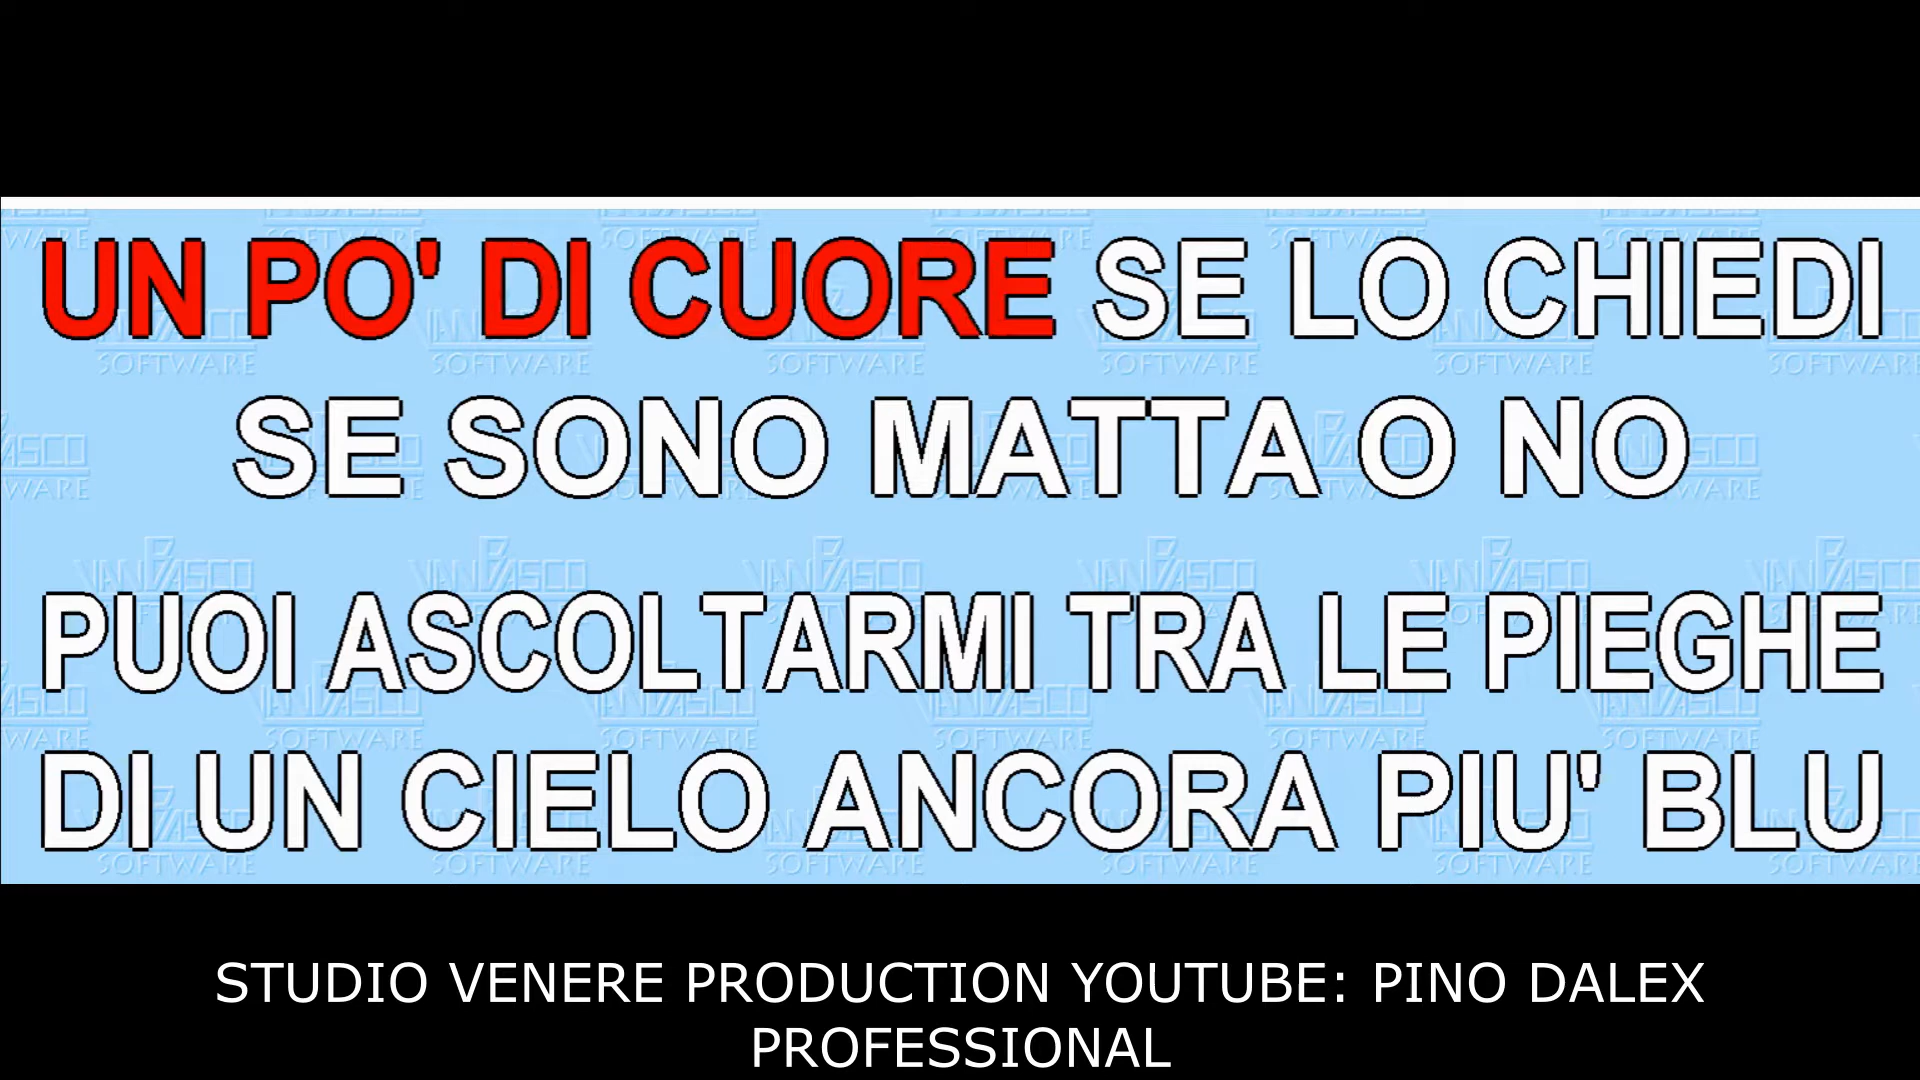 UN PO' DI CUORE SE LO CHIEDI
SE SONO MATTA O NO
PUOI ASCOLTARMI TRA LE PIEGHE
DI UN CIELO ANCORA PIU' BLU
STUDIO VENERE PRODUCTION YOUTUBE: PINO DALEX
PROFESSIONAL